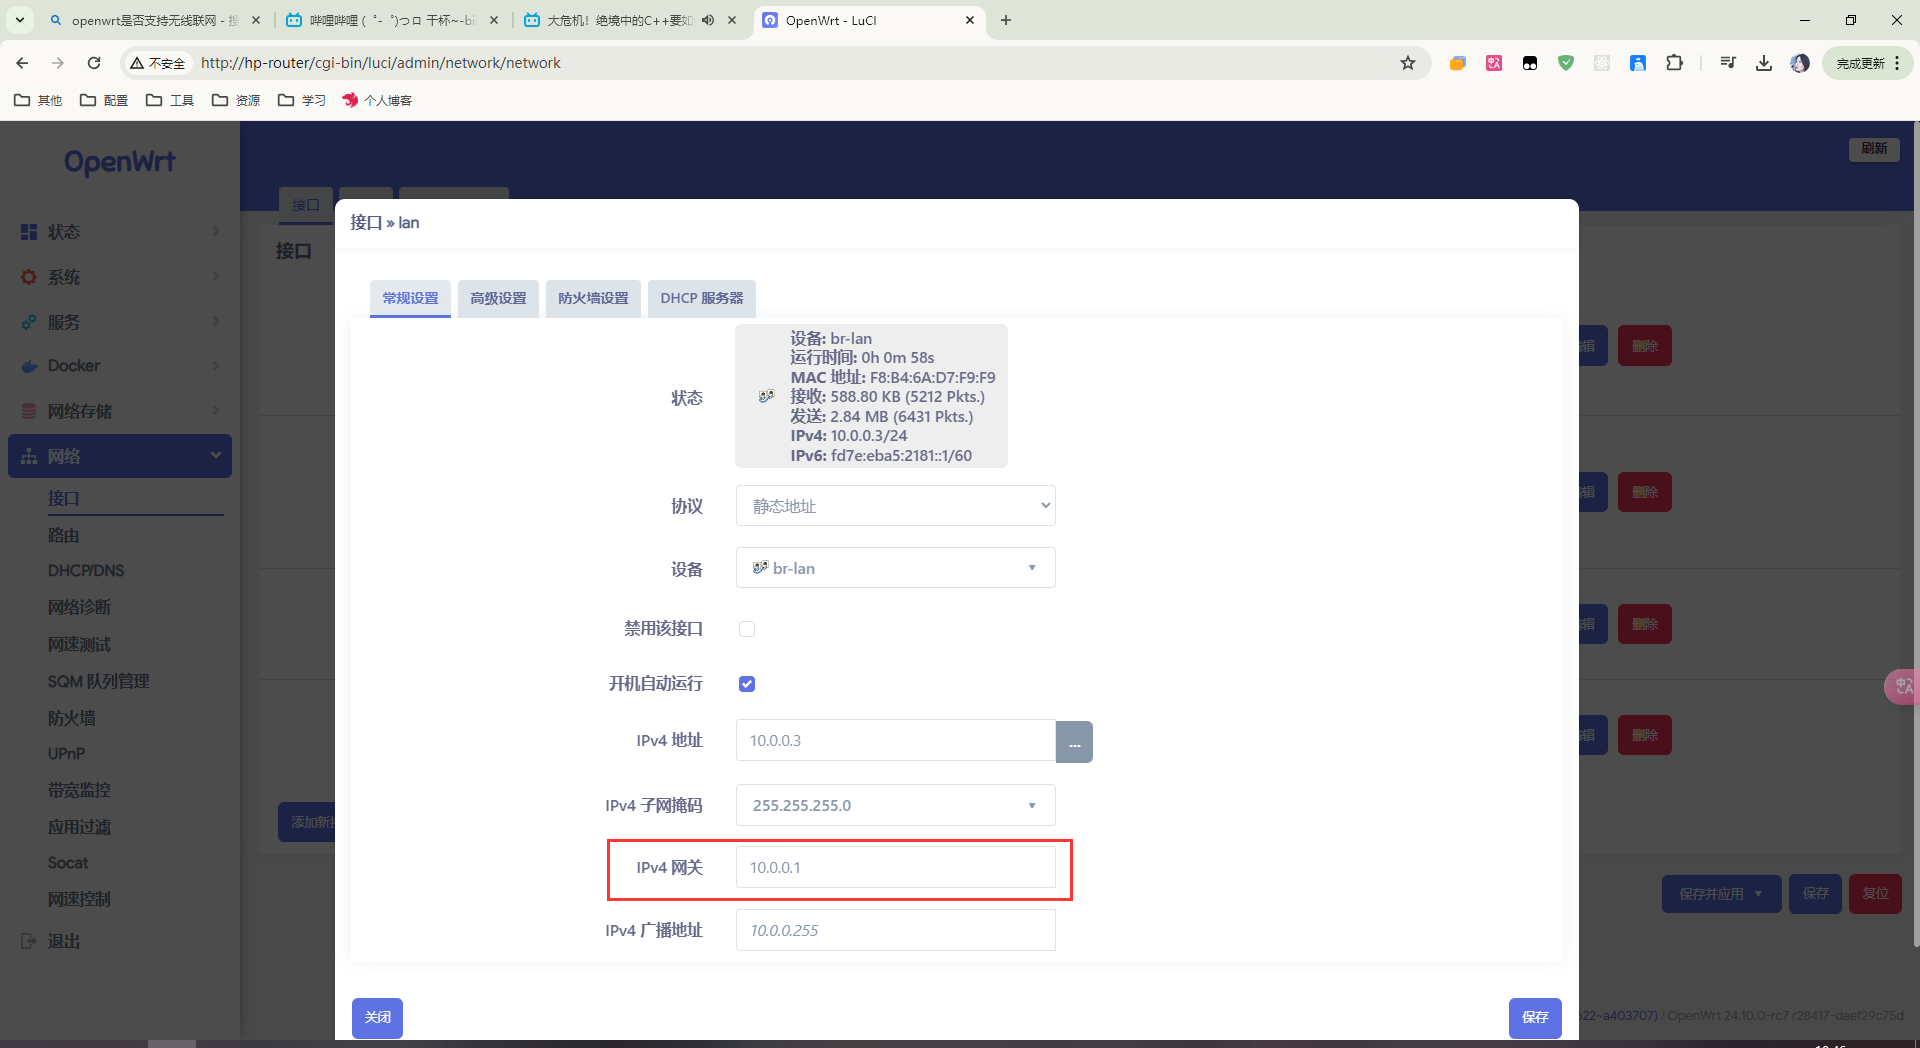 openwrt是否支持无线联网 - 搜
哔哩哔哩 (゜-゜)つロ 干杯~-bi
大危机！绝境中的C++要如
OpenWrt - LuCI
不安全
http://hp-router/cgi-bin/luci/admin/network/network
完成更新
其他
配置
工具
资源
学习
个人博客
OpenWrt
刷新
接口
接口
状态
系统
服务
Docker
网络存储
网络
接口
路由
DHCP/DNS
网络诊断
网速测试
SQM 队列管理
防火墙
UPnP
带宽监控
应用过滤
Socat
网速控制
退出
接口 » lan
常规设置
高级设置
防火墙设置
DHCP 服务器
状态
设备: br-lan
运行时间: 0h 0m 58s
MAC 地址: F8:B4:6A:D7:F9:F9
接收: 588.80 KB (5212 Pkts.)
发送: 2.84 MB (6431 Pkts.)
IPv4: 10.0.0.3/24
IPv6: fd7e:eba5:2181::1/60
协议
静态地址
设备
br-lan
禁用该接口
开机自动运行
IPv4 地址
10.0.0.3
...
IPv4 子网掩码
255.255.255.0
IPv4 网关
10.0.0.1
IPv4 广播地址
10.0.0.255
关闭
保存
辑
删除
辑
删除
辑
删除
辑
删除
添加新
保存并应用
保存
复位
522~a403707) / OpenWrt 24.10.0-rc7 r28417-daef29c75d